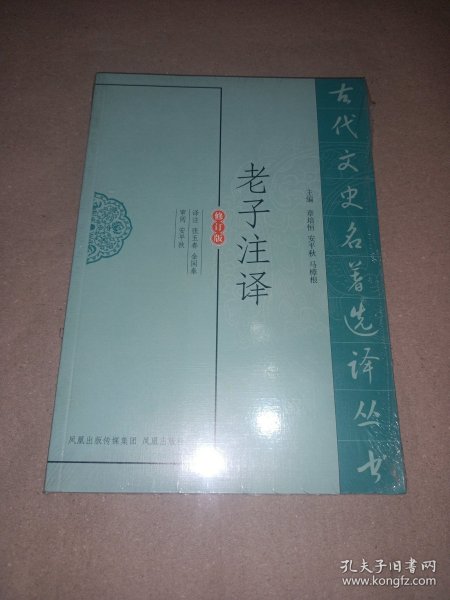 古代文史名著选译丛书
主编 章培恒 安平秋 马樟根
老子注译
修订版
译注 张玉春 金国泰
审阅 安平秋
凤凰出版传媒集团 凤凰出版社
孔夫子旧书网
www.kongfz.com